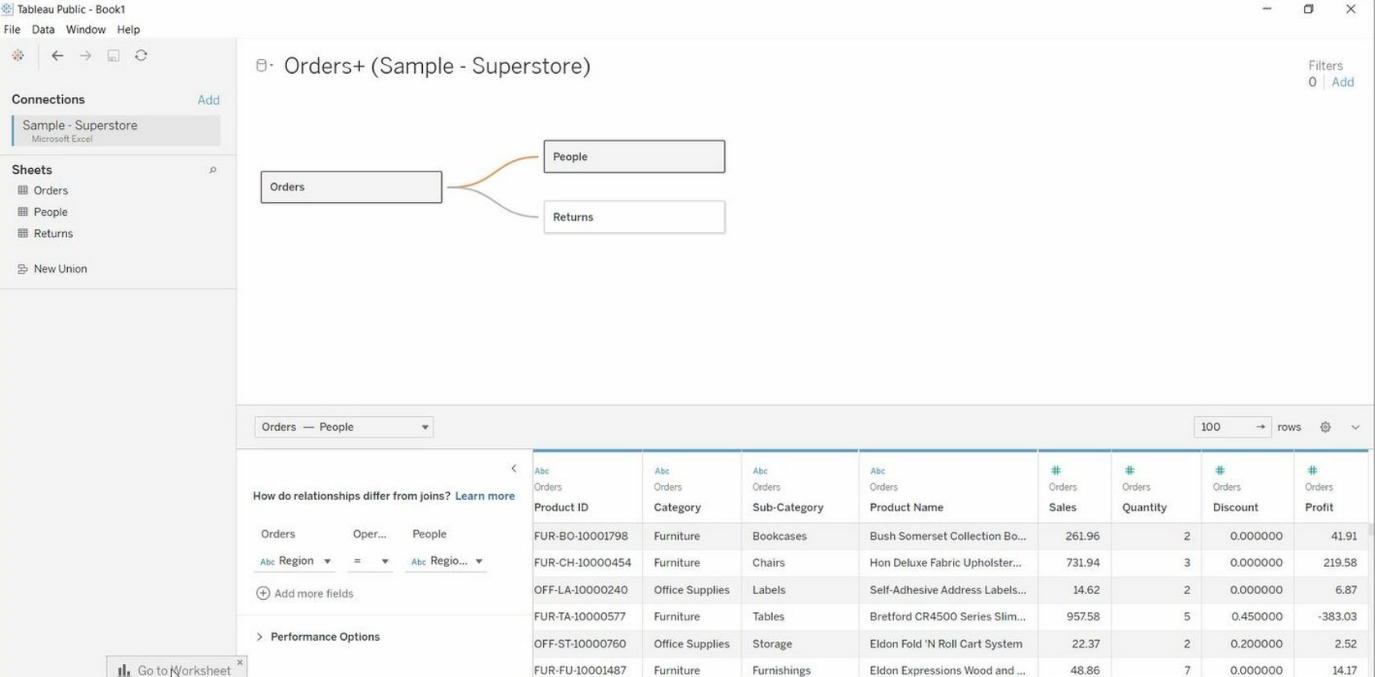 Tableau Public - Book1
File Data Window Help
Connections Add
Sample - Superstore
Microsoft Excel
Sheets
Orders
People
Returns
New Union
Orders+ (Sample - Superstore)
Filters
0 Add
Orders
People
Returns
Orders — People
100 → rows
How do relationships differ from joins? Learn more
Orders Oper... People
Abc Region = Abc Regio...
Add more fields
Performance Options
Go to Worksheet
Abc Abc Abc Abc # # # #
Orders Orders Orders Orders Orders Orders Orders Orders
Product ID Category Sub-Category Product Name Sales Quantity Discount Profit
FUR-BO-10001798 Furniture Bookcases Bush Somerset Collection Bo... 261.96 2 0.000000 41.91
FUR-CH-10000454 Furniture Chairs Hon Deluxe Fabric Upholster... 731.94 3 0.000000 219.58
OFF-LA-10000240 Office Supplies Labels Self-Adhesive Address Labels... 14.62 2 0.000000 6.87
FUR-TA-10000577 Furniture Tables Bretford CR4500 Series Slim... 957.58 5 0.450000 -383.03
OFF-ST-10000760 Office Supplies Storage Eldon Fold 'N Roll Cart System 22.37 2 0.200000 2.52
FUR-FU-10001487 Furniture Furnishings Eldon Expressions Wood and ... 48.86 7 0.000000 14.17